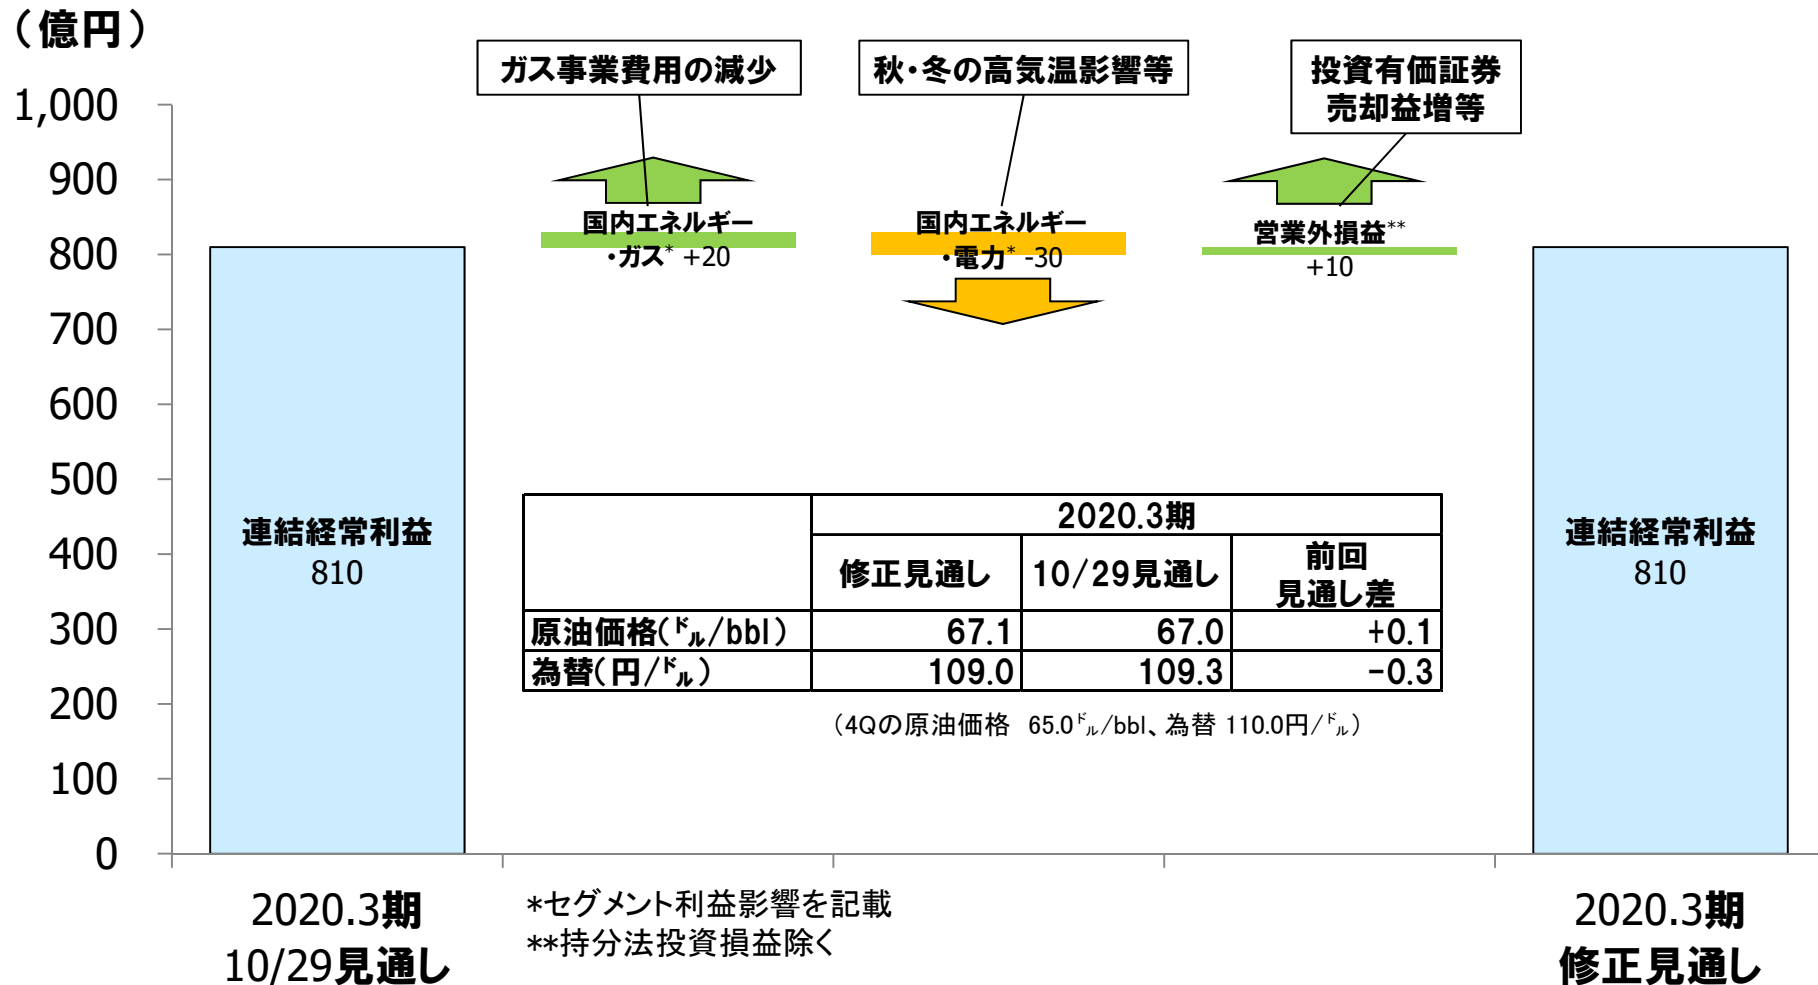 （億円）
1,000
900
800
700
600
500
400
300
200
100
0
ガス事業費用の減少
秋・冬の高気温影響等
投資有価証券
売却益増等
国内エネルギー
・ガス* +20
国内エネルギー
・電力* -30
営業外損益**
+10
連結経常利益
810
連結経常利益
810
2020.3期
修正見通し 10/29見通し 前回
見通し差
原油価格(ドル/bbl) 67.1 67.0 +0.1
為替(円/ドル) 109.0 109.3 -0.3
（4Qの原油価格　65.0ドル/bbl、為替 110.0円/ドル）
2020.3期
10/29見通し
*セグメント利益影響を記載
**持分法投資損益除く
2020.3期
修正見通し